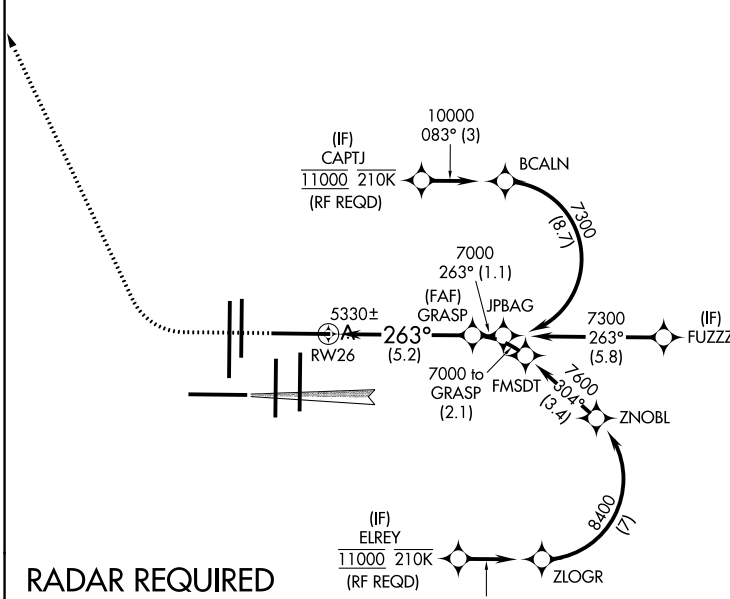 10000
083° (3)
(IF)
CAPTJ
11000 210K
(RF REQD)
BCALN
7300
(8.7)
7000
263° (1.1)
(FAF)
GRASP
JPBAG
7300
263°
(5.8)
(IF)
FUZZZ
5330±
RW26
263°
(5.2)
7000 to
GRASP
(2.1)
FMSDT
7600
304°
(3.4)
ZNOBL
8400
(7)
(IF)
ELREY
11000 210K
(RF REQD)
ZLOGR
RADAR REQUIRED